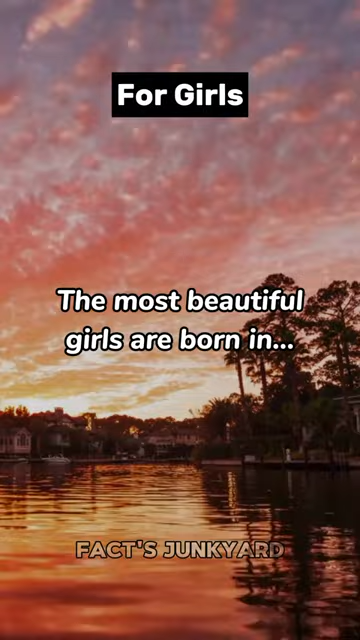 For Girls
The most beautiful
girls are born in...
FACT'S JUNKYARD